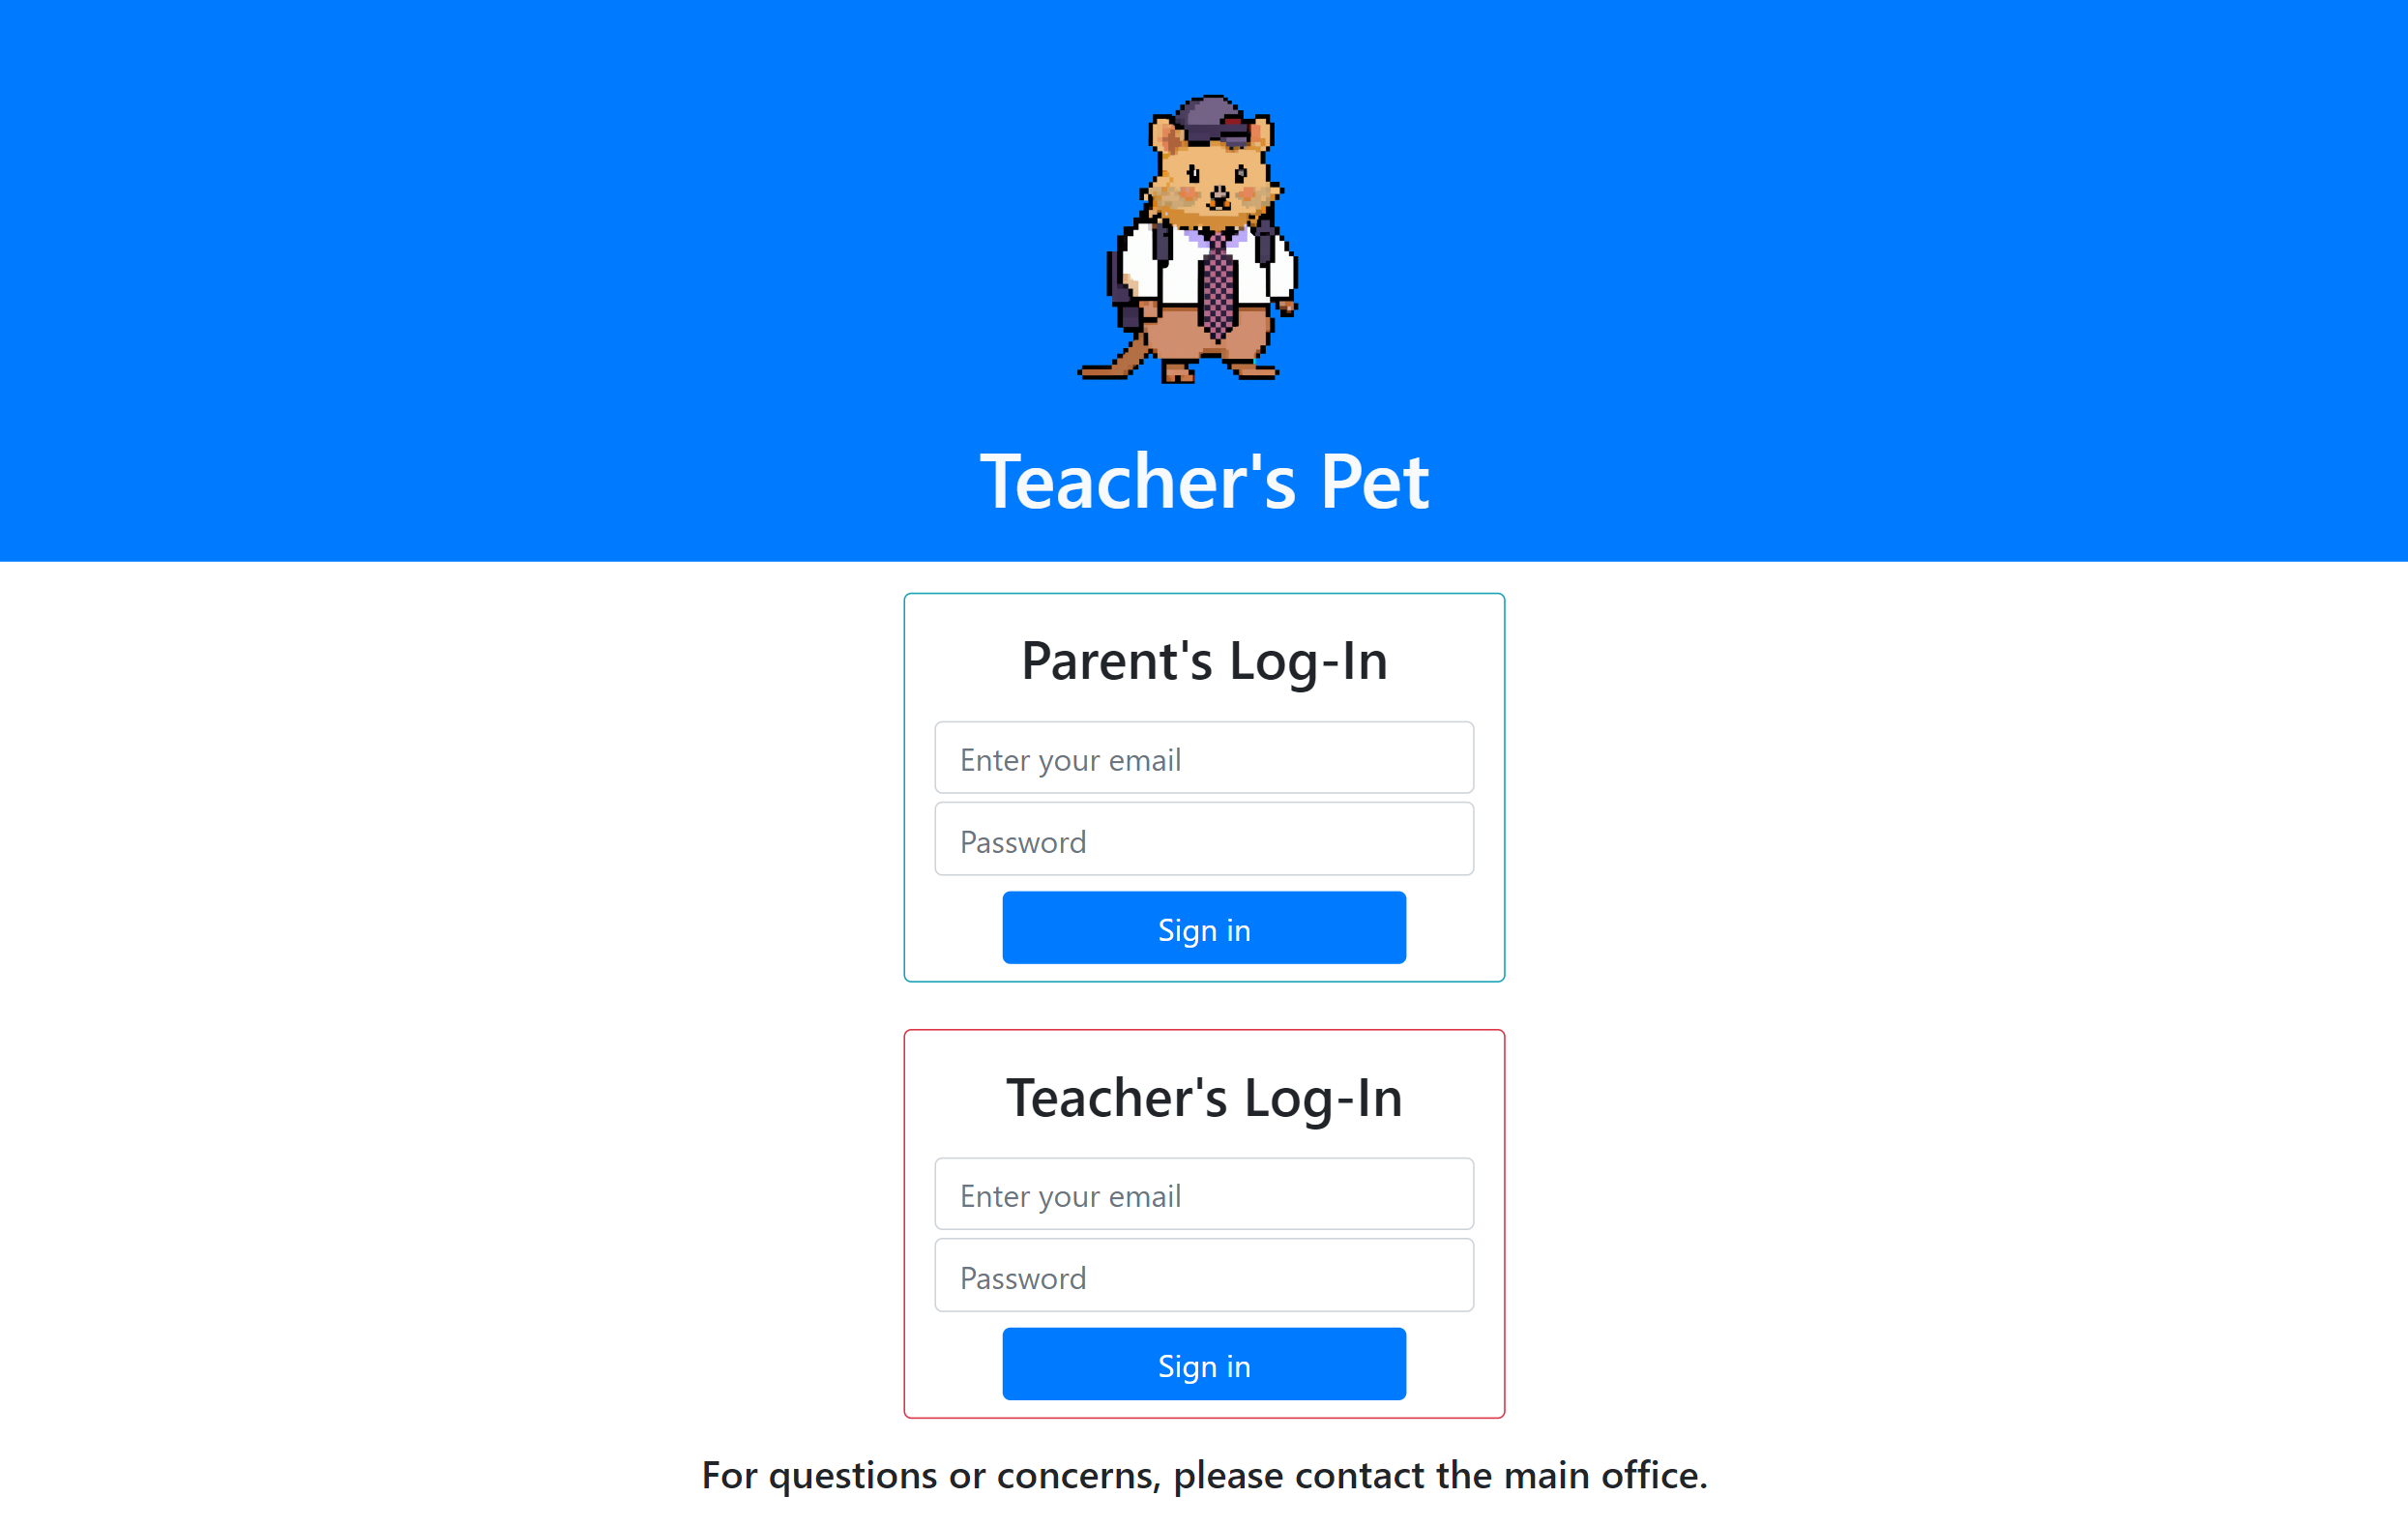 Teacher's Pet
Parent's Log-In
Enter your email
Password
Sign in
Teacher's Log-In
Enter your email
Password
Sign in
For questions or concerns, please contact the main office.